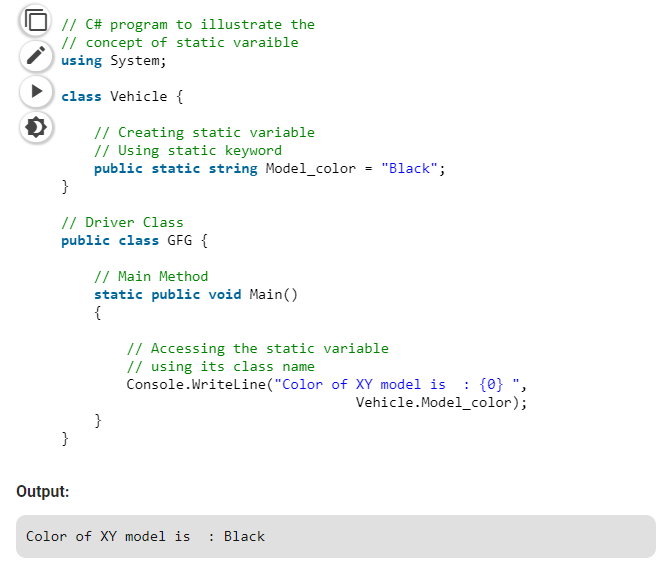 // C# program to illustrate the
// concept of static varaible
using System;
class Vehicle {
// Creating static variable
// Using static keyword
public static string Model_color = "Black";
}
// Driver Class
public class GFG {
// Main Method
static public void Main()
{
// Accessing the static variable
// using its class name
Console.WriteLine("Color of XY model is  : {0} ",
Vehicle.Model_color);
}
}
Output:
Color of XY model is  : Black